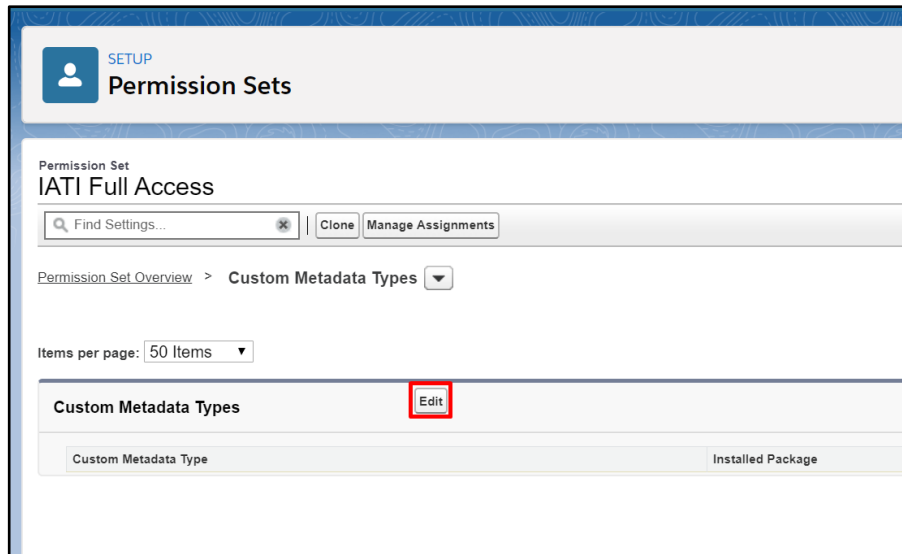 SETUP
Permission Sets
Permission Set
IATI Full Access
Find Settings...
Clone
Manage Assignments
Permission Set Overview > Custom Metadata Types
Items per page: 50 Items
Custom Metadata Types
Edit
Custom Metadata Type
Installed Package